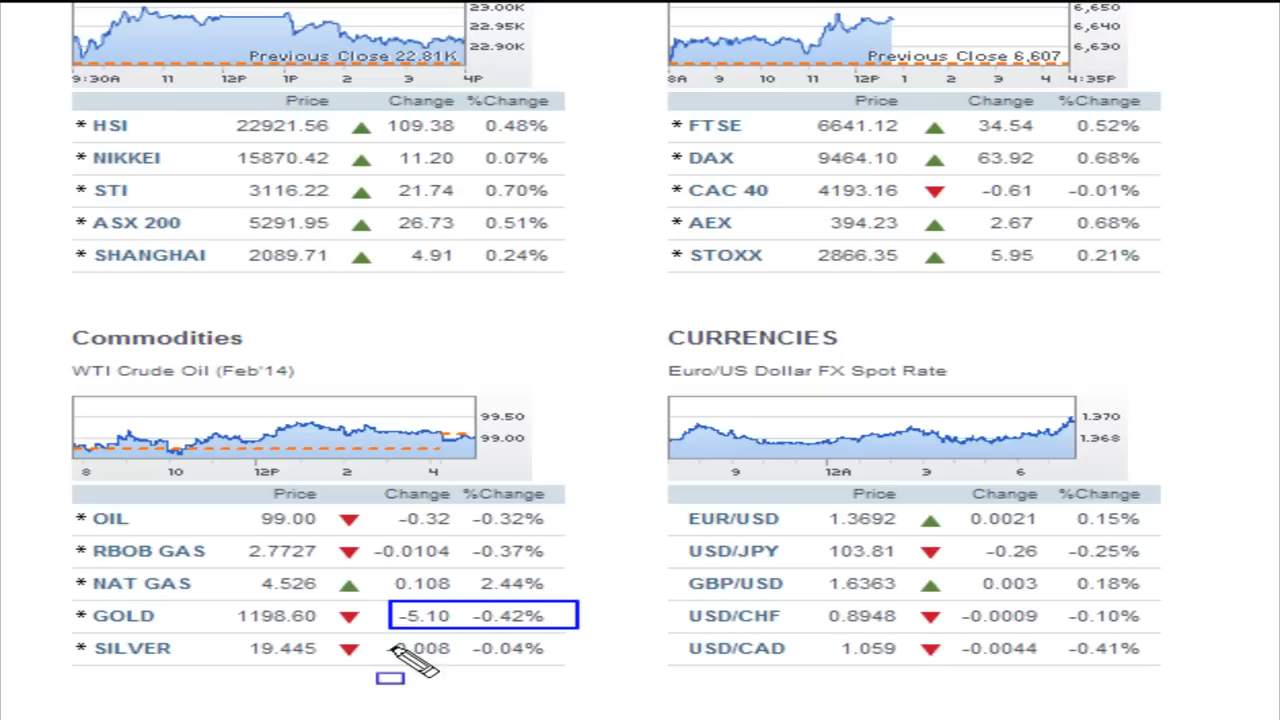 23.00K
22.95K
22.90K
Previous Close 22.81K
9:30A 11 12P 1P 2 3 4P
Price Change %Change
* HSI 22921.56 109.38 0.48%
* NIKKEI 15870.42 11.20 0.07%
* STI 3116.22 21.74 0.70%
* ASX 200 5291.95 26.73 0.51%
* SHANGHAI 2089.71 4.91 0.24%
6,650
6,640
6,630
Previous Close 6,607
8A 9 10 11 12P 1 2 3 4 4:35P
Price Change %Change
* FTSE 6641.12 34.54 0.52%
* DAX 9464.10 63.92 0.68%
* CAC 40 4193.16 -0.61 -0.01%
* AEX 394.23 2.67 0.68%
* STOXX 2866.35 5.95 0.21%
Commodities
WTI Crude Oil (Feb'14)
99.50
99.00
8 10 12P 2 4
Price Change %Change
* OIL 99.00 -0.32 -0.32%
* RBOB GAS 2.7727 -0.0104 -0.37%
* NAT GAS 4.526 0.108 2.44%
* GOLD 1198.60 -5.10 -0.42%
* SILVER 19.445 .008 -0.04%
CURRENCIES
Euro/US Dollar FX Spot Rate
1.370
1.368
9 12A 3 6
Price Change %Change
EUR/USD 1.3692 0.0021 0.15%
USD/JPY 103.81 -0.26 -0.25%
GBP/USD 1.6363 0.003 0.18%
USD/CHF 0.8948 -0.0009 -0.10%
USD/CAD 1.059 -0.0044 -0.41%